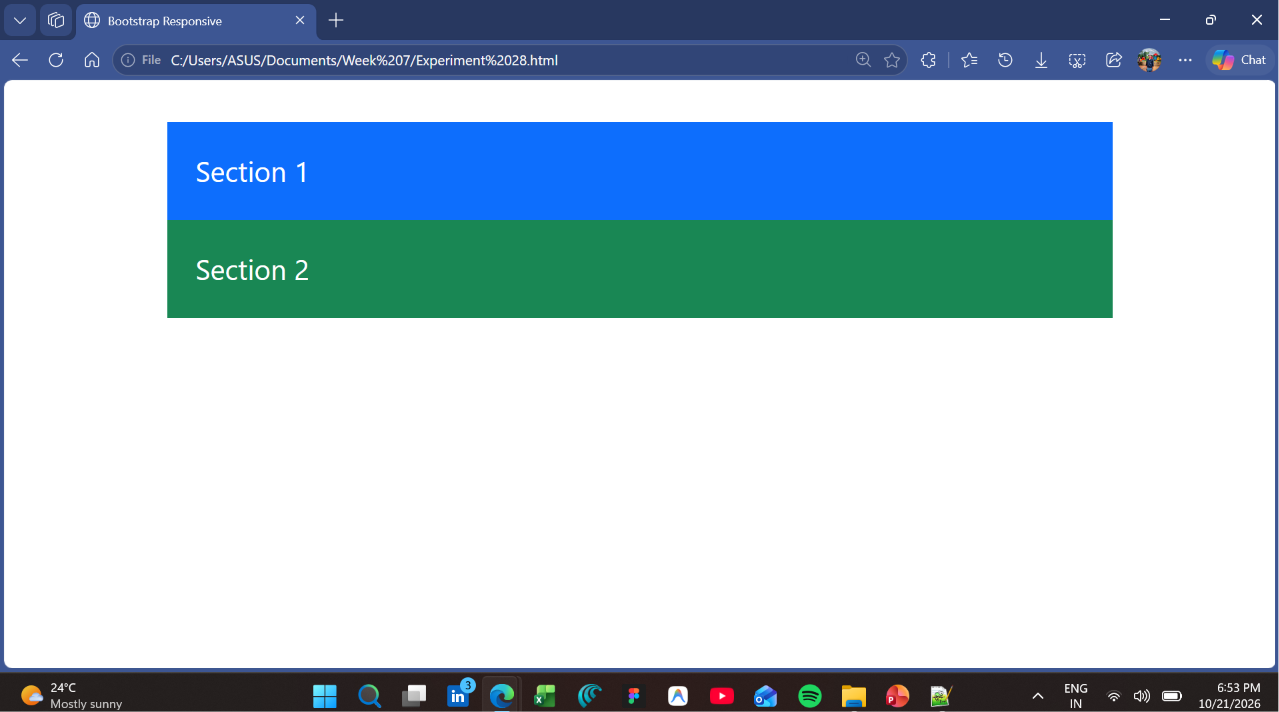 Bootstrap Responsive
File C:/Users/ASUS/Documents/Week%207/Experiment%2028.html
Chat
Section 1
Section 2
24°C
Mostly sunny
in 3
ENG
IN
6:53 PM
10/21/2026